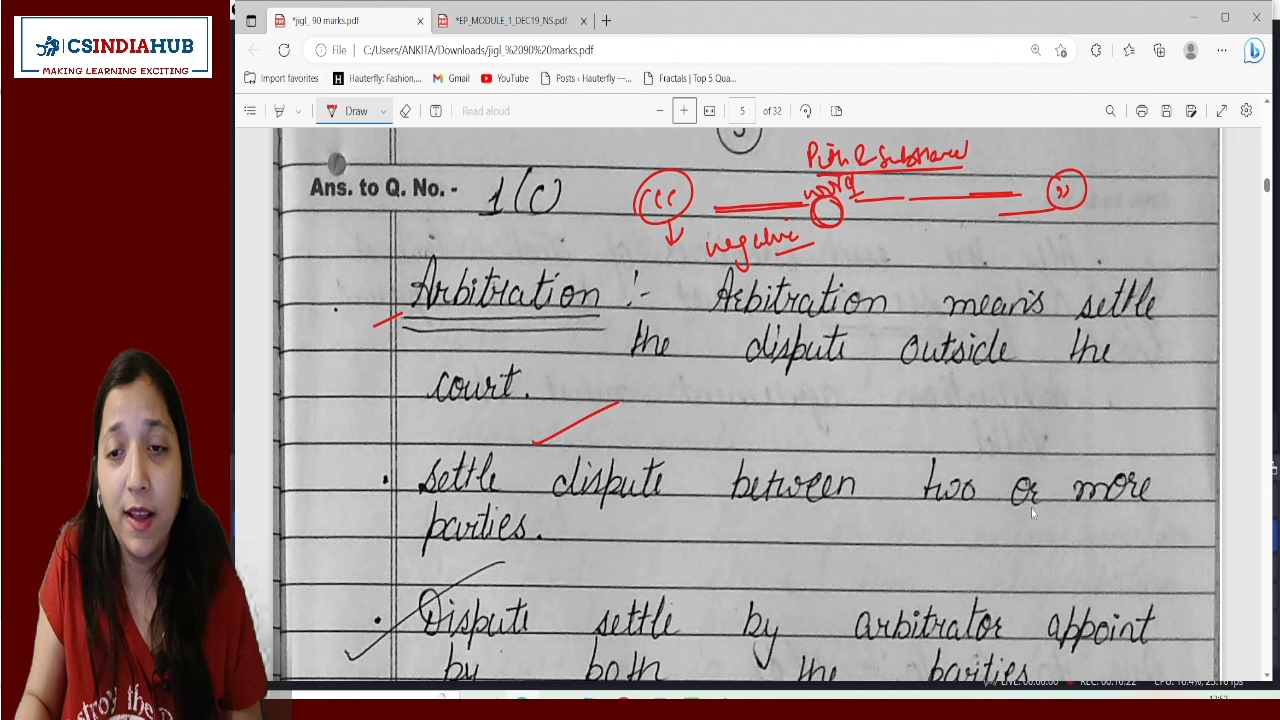 CSINDIAHUB
MAKING LEARNING EXCITING
*jigl_ 90 marks.pdf
*EP_MODULE_1_DEC19_NS.pdf
File
C:/Users/ANKITA/Downloads/jigl_%2090%20marks.pdf
Import favorites
Hauterfly: Fashion,...
Gmail
YouTube
Posts ‹ Hauterfly —...
Fractals | Top 5 Qua...
Draw
Read aloud
5 of 32
Pith & Substance
word
Ans. to Q. No. - 1(C)
"
negative
Arbitration :- Arbitration means settle
the dispute outside the
court.
• settle dispute between two or more
parties.
• Dispute settle by arbitrator appoint
by both the parties